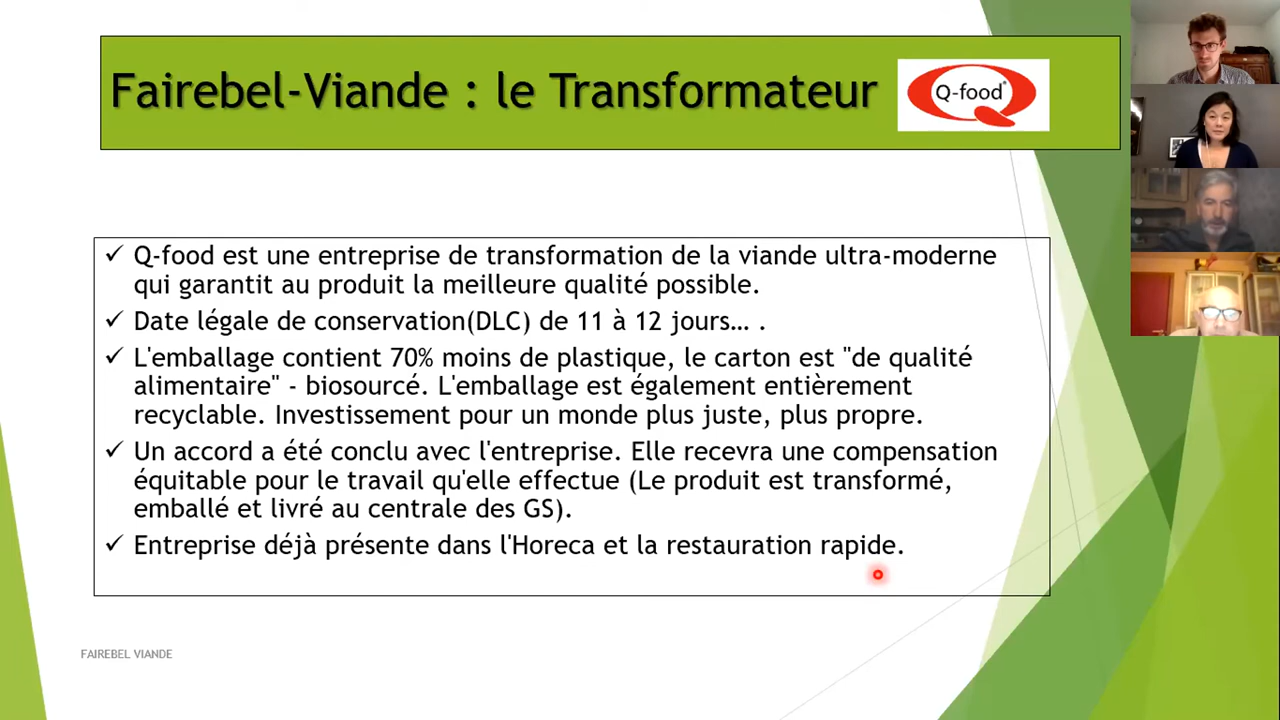 Fairebel-Viande : le Transformateur
Q-food®
Q-food est une entreprise de transformation de la viande ultra-moderne
qui garantit au produit la meilleure qualité possible.
Date légale de conservation(DLC) de 11 à 12 jours… .
L'emballage contient 70% moins de plastique, le carton est "de qualité
alimentaire" - biosourcé. L'emballage est également entièrement
recyclable. Investissement pour un monde plus juste, plus propre.
Un accord a été conclu avec l'entreprise. Elle recevra une compensation
équitable pour le travail qu'elle effectue (Le produit est transformé,
emballé et livré au centrale des GS).
Entreprise déjà présente dans l'Horeca et la restauration rapide.
FAIREBEL VIANDE